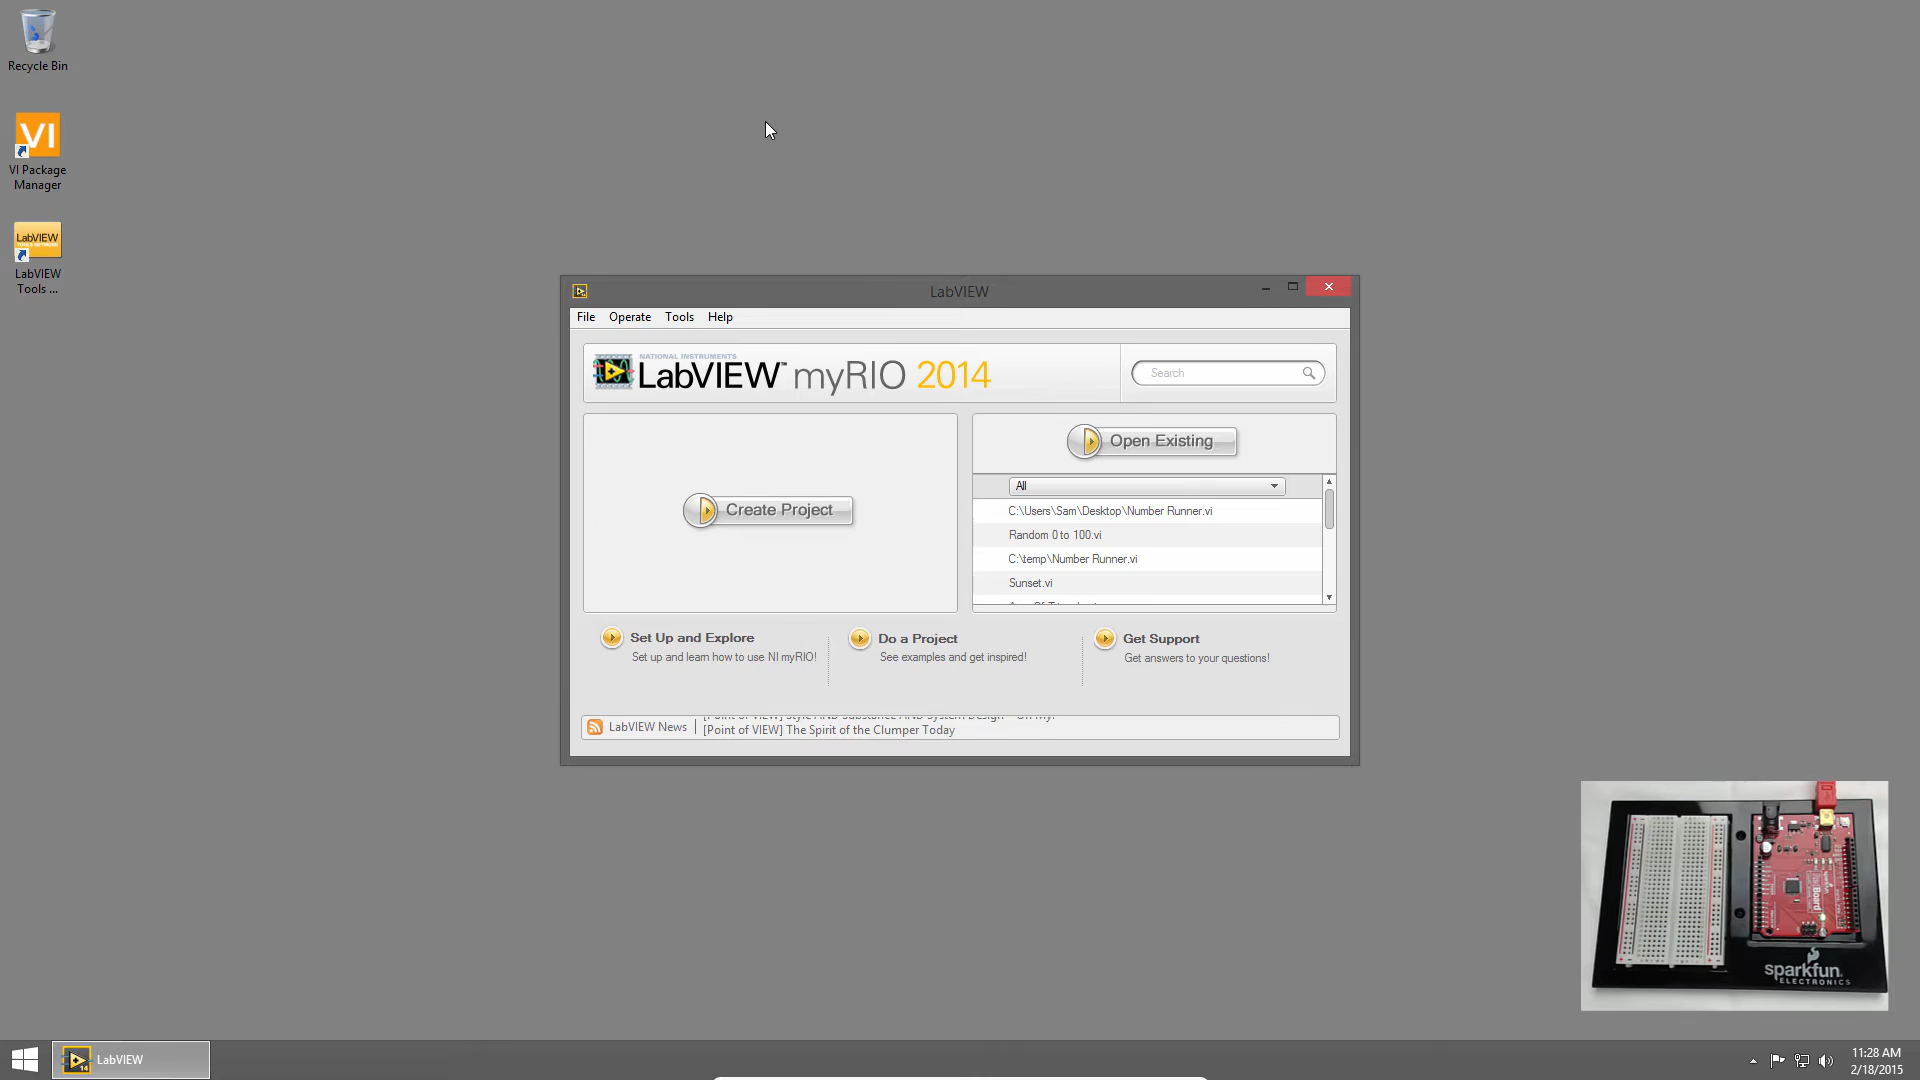 Recycle Bin
VI
VI Package
Manager
LabVIEW
LabVIEW
Tools ...
LabVIEW
File Operate Tools Help
NATIONAL INSTRUMENTS
LabVIEW™ myRIO 2014
Search
Create Project
Open Existing
All
C:\Users\Sam\Desktop\Number Runner.vi
Random 0 to 100.vi
C:\temp\Number Runner.vi
Sunset.vi
Set Up and Explore
Set up and learn how to use NI myRIO!
Do a Project
See examples and get inspired!
Get Support
Get answers to your questions!
LabVIEW News
[Point of VIEW] The Spirit of the Clumper Today
sparkfun
ELECTRONICS
LabVIEW
11:28 AM
2/18/2015